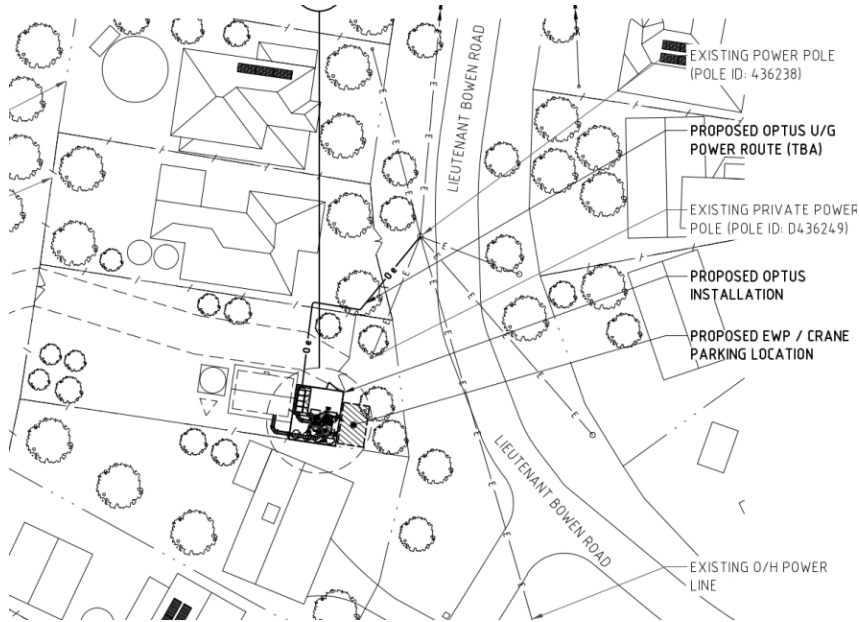 EXISTING POWER POLE
(POLE ID: 436238)
PROPOSED OPTUS U/G
POWER ROUTE (TBA)
EXISTING PRIVATE POWER
POLE (POLE ID: D436249)
PROPOSED OPTUS
INSTALLATION
PROPOSED EWP / CRANE
PARKING LOCATION
EXISTING O/H POWER
LINE
LIEUTENANT BOWEN ROAD
LIEUTENANT BOWEN ROAD
E
E
E
E
E
E
E
E
E
E
E
E
E